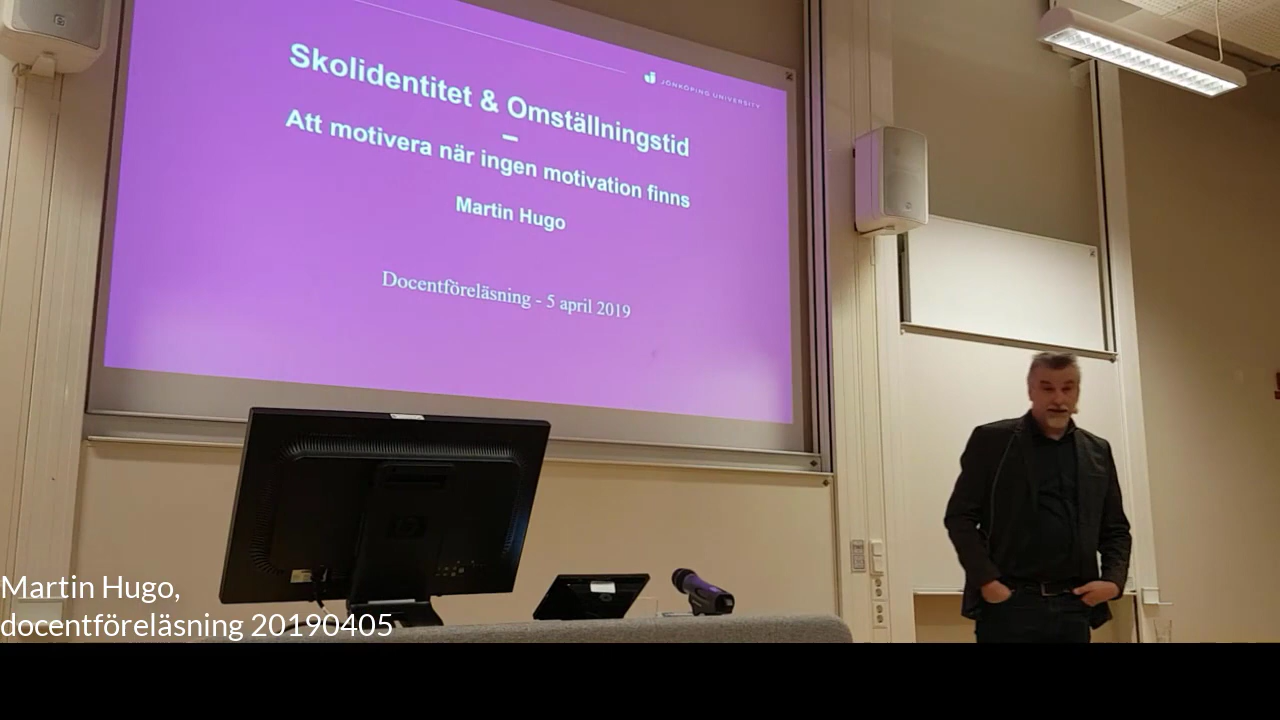 Skolidentitet & Omställningstid
–
Att motivera när ingen motivation finns
Martin Hugo
Docentföreläsning - 5 april 2019
JÖNKÖPING UNIVERSITY
Martin Hugo,
docentföreläsning 20190405